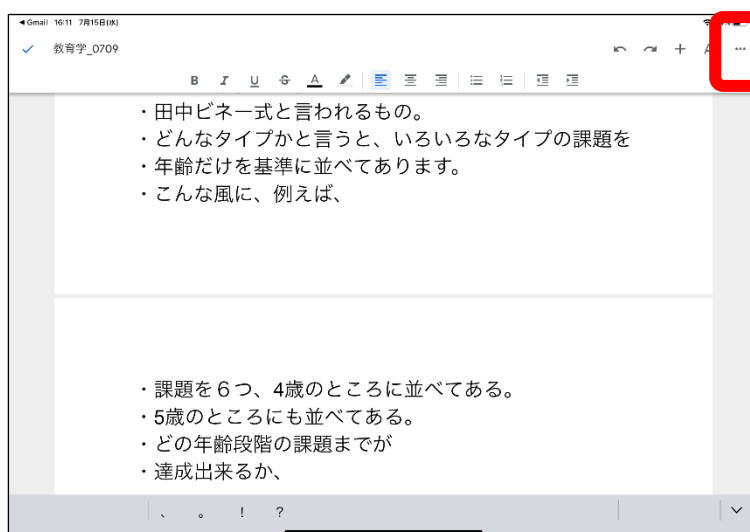 ◀Gmail 16:11 7月15日(水)
教育学_0709
B I U S A
・田中ビネー式と言われるもの。
・どんなタイプかと言うと、いろいろなタイプの課題を
・年齢だけを基準に並べてあります。
・こんな風に、例えば、
・課題を６つ、4歳のところに並べてある。
・5歳のところにも並べてある。
・どの年齢段階の課題までが
・達成出来るか、
、 。 ！ ？